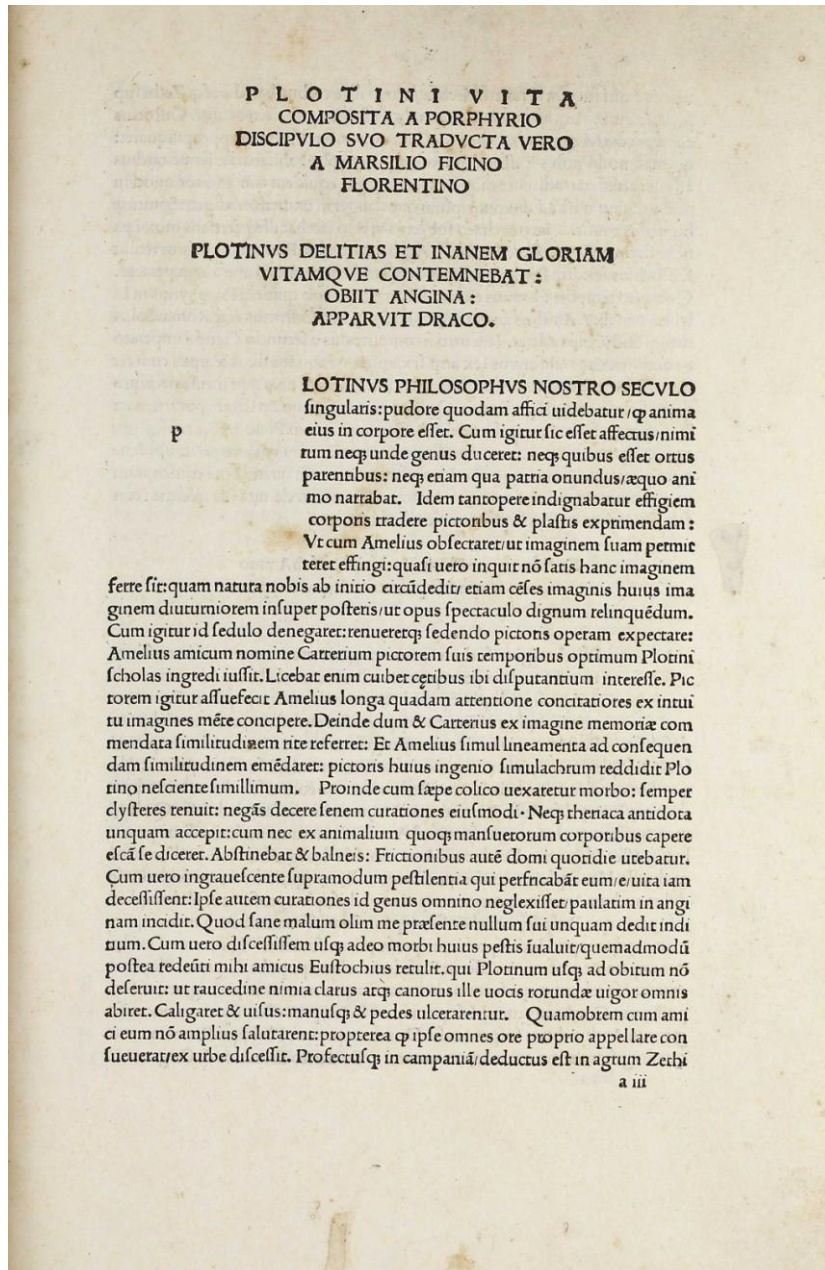 PLOTINI VITA
COMPOSITA A PORPHYRIO
DISCIPVLO SVO TRADVCTA VERO
A MARSILIO FICINO
FLORENTINO
PLOTINVS DELITIAS ET INANEM GLORIAM
VITAMQVE CONTEMNEBAT:
OBIIT ANGINA:
APPARVIT DRACO.
p
LOTINVS PHILOSOPHVS NOSTRO SECVLO
ſingularis:pudore quodam affici uidebatur/ꝙ anima
eius in corpore eſſet. Cum igitur ſic eſſet affectus/nimi
rum neqꝫ unde genus duceret: neqꝫ quibus eſſet ortus
parentibus: neqꝫ etiam qua patria oriundus/æquo ani
mo narrabat. Idem tantopere indignabatur effigiem
corporis tradere pictoribus & plaſtis exprimendam:
Vt cum Amelius obſecraret/ut imaginem ſuam permit
teret effingi:quaſi uero inquit nō ſatis hanc imaginem
ferre ſit:quam natura nobis ab initio circūdedit/ etiam cēſes imaginis huius ima
ginem diuturniorem inſuper poſteris/ut opus ſpectaculo dignum relinquēdum.
Cum igitur id ſedulo denegaret:renueretqꝫ ſedendo pictoris operam expectare:
Amelius amicum nomine Carterium pictorem ſuis temporibus optimum Plotini
ſcholas ingredi iuſſit. Licebat enim cuibet cętibus ibi diſputantium intereſſe. Pic
torem igitur aſſuefecit Amelius longa quadam attentione concitatiores ex intui
tu imagines mēte concipere. Deinde dum & Carterius ex imagine memoriæ com
mendata ſimilitudinem rite referret: Et Amelius ſimul lineamenta ad conſequen
dam ſimilitudinem emēdaret: pictoris huius ingenio ſimulachrum reddidit Plo
tino neſciente ſimillimum. Proinde cum ſæpe colico uexaretur morbo: ſemper
clyſteres renuit: negās decere ſenem curationes eiuſmodi· Neqꝫ theriaca antidota
unquam accepit:cum nec ex animalium quoqꝫ manſuetorum corporibus capere
eſcā ſe diceret. Abſtinebat & balneis: Frictionibus autē domi quotidie utebatur.
Cum uero ingraueſcente ſupramodum peſtilentia qui perfricabāt eum/e/uita iam
deceſſiſſent:Ipſe autem curationes id genus omnino neglexiſſet/paulatim in angi
nam incidit. Quod ſane malum olim me præſente nullum ſui unquam dedit indi
tium. Cum uero diſceſſiſſem uſqꝫ adeo morbi huius peſtis īualuit/quemadmodū
poſtea redeūti mihi amicus Euſtochius retulit.qui Plotinum uſqꝫ ad obitum nō
deſeruit: ut raucedine nimia clarus atqꝫ canorus ille uocis rotundæ uigor omnis
abiret. Caligaret & uiſus:manuſqꝫ & pedes ulcerarentur. Quamobrem cum ami
ci eum nō amplius ſalutarent:propterea ꝙ ipſe omnes ore proprio appellare con
ſueuerat/ex urbe diſceſſit. Profectuſqꝫ in campaniā/deductus eſt in agrum Zethi
a iii